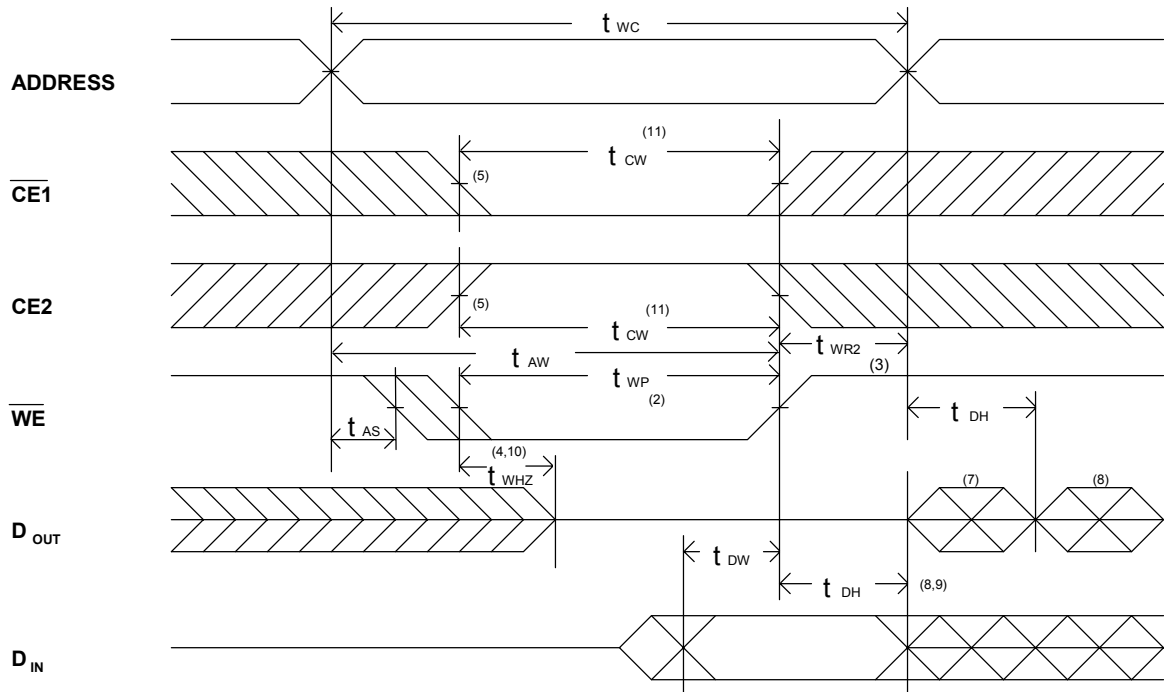 t WC
ADDRESS
(11)
t CW
CE1
(5)
CE2
(5)
(11)
t CW
t WR2
t AW
t WP
(3)
(2)
WE
t AS
t DH
(4,10)
t WHZ
(7)
(8)
D OUT
t DW
t DH
(8,9)
D IN